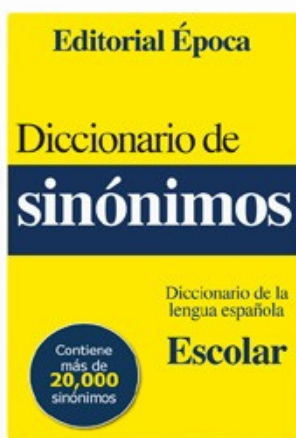 Editorial Época
Diccionario de
sinónimos
Diccionario de la
lengua española
Escolar
Contiene
más de
20,000
sinónimos